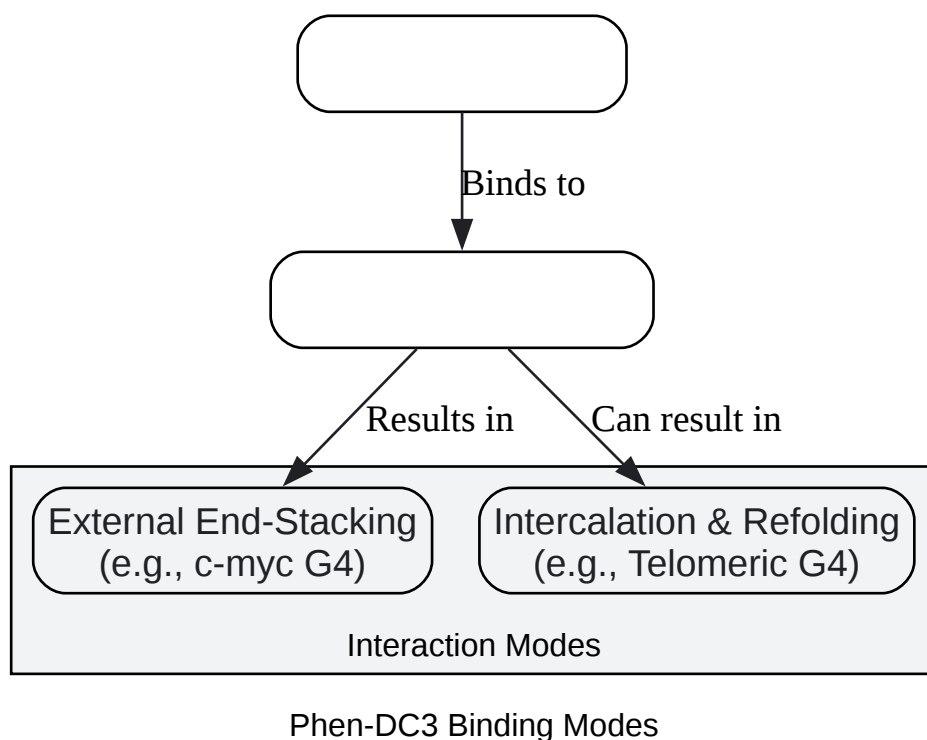 Binds to
Results in
Can result in
External End-Stacking
(e.g., c-myc G4)
Intercalation & Refolding
(e.g., Telomeric G4)
Interaction Modes
Phen-DC3 Binding Modes